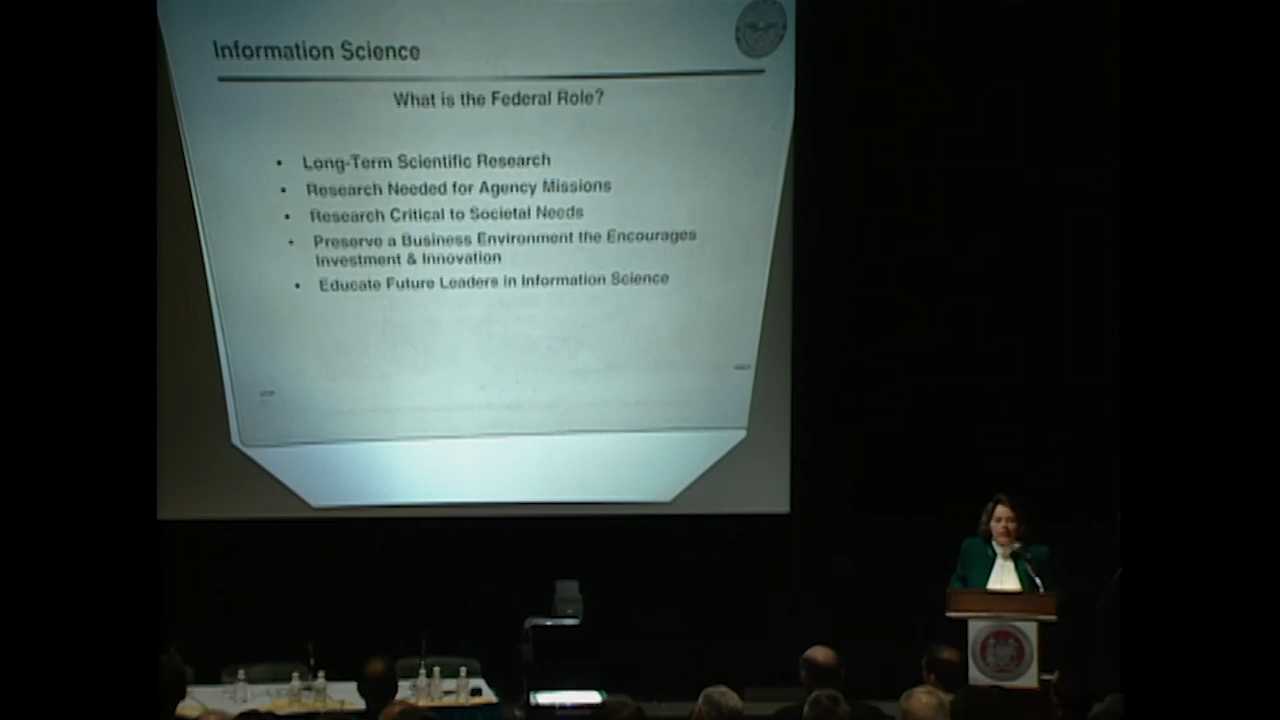 Information Science
What is the Federal Role?
• Long-Term Scientific Research
• Research Needed for Agency Missions
• Research Critical to Societal Needs
• Preserve a Business Environment the Encourages
Investment & Innovation
• Educate Future Leaders in Information Science